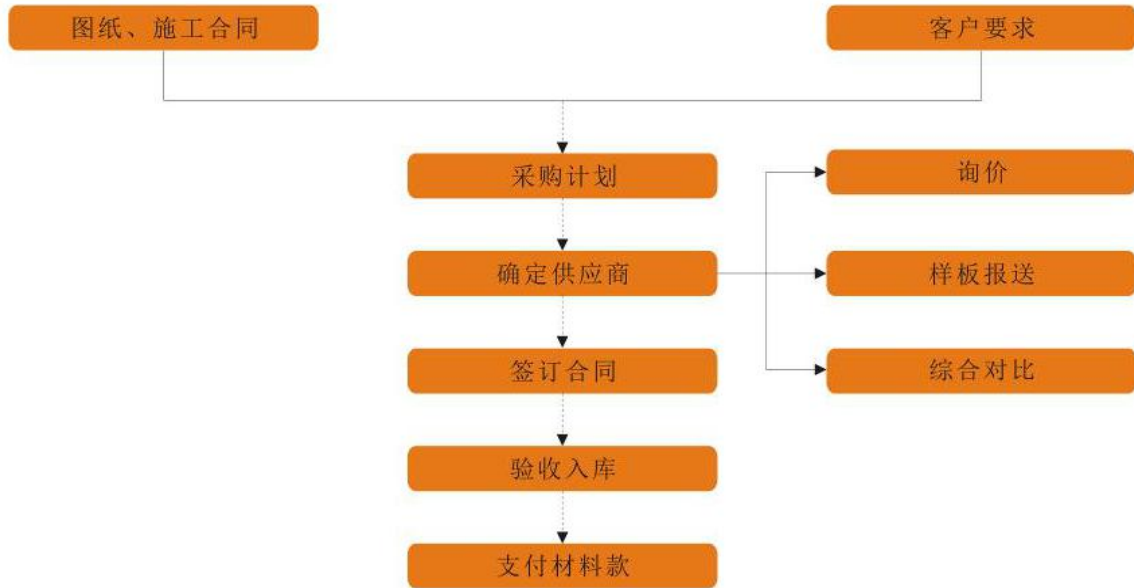 图纸、施工合同
客户要求
采购计划
询价
确定供应商
样板报送
签订合同
综合对比
验收入库
支付材料款